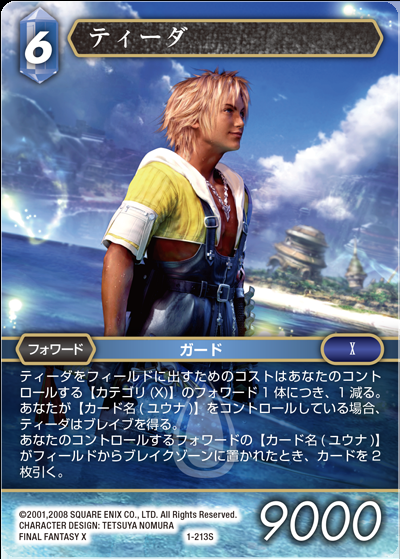 6
ティーダ
フォワード
ガード
X
ティーダをフィールドに出すためのコストはあなたのコント
ロールする【カテゴリ(X)】のフォワード1体につき、1減る。
あなたが【カード名(ユウナ)】をコントロールしている場合、
ティーダはブレイブを得る。
あなたのコントロールするフォワードの【カード名(ユウナ)】
がフィールドからブレイクゾーンに置かれたとき、カードを2
枚引く。
©2001,2008 SQUARE ENIX CO., LTD. All Rights Reserved.
CHARACTER DESIGN: TETSUYA NOMURA
FINAL FANTASY X
1-213S
9000